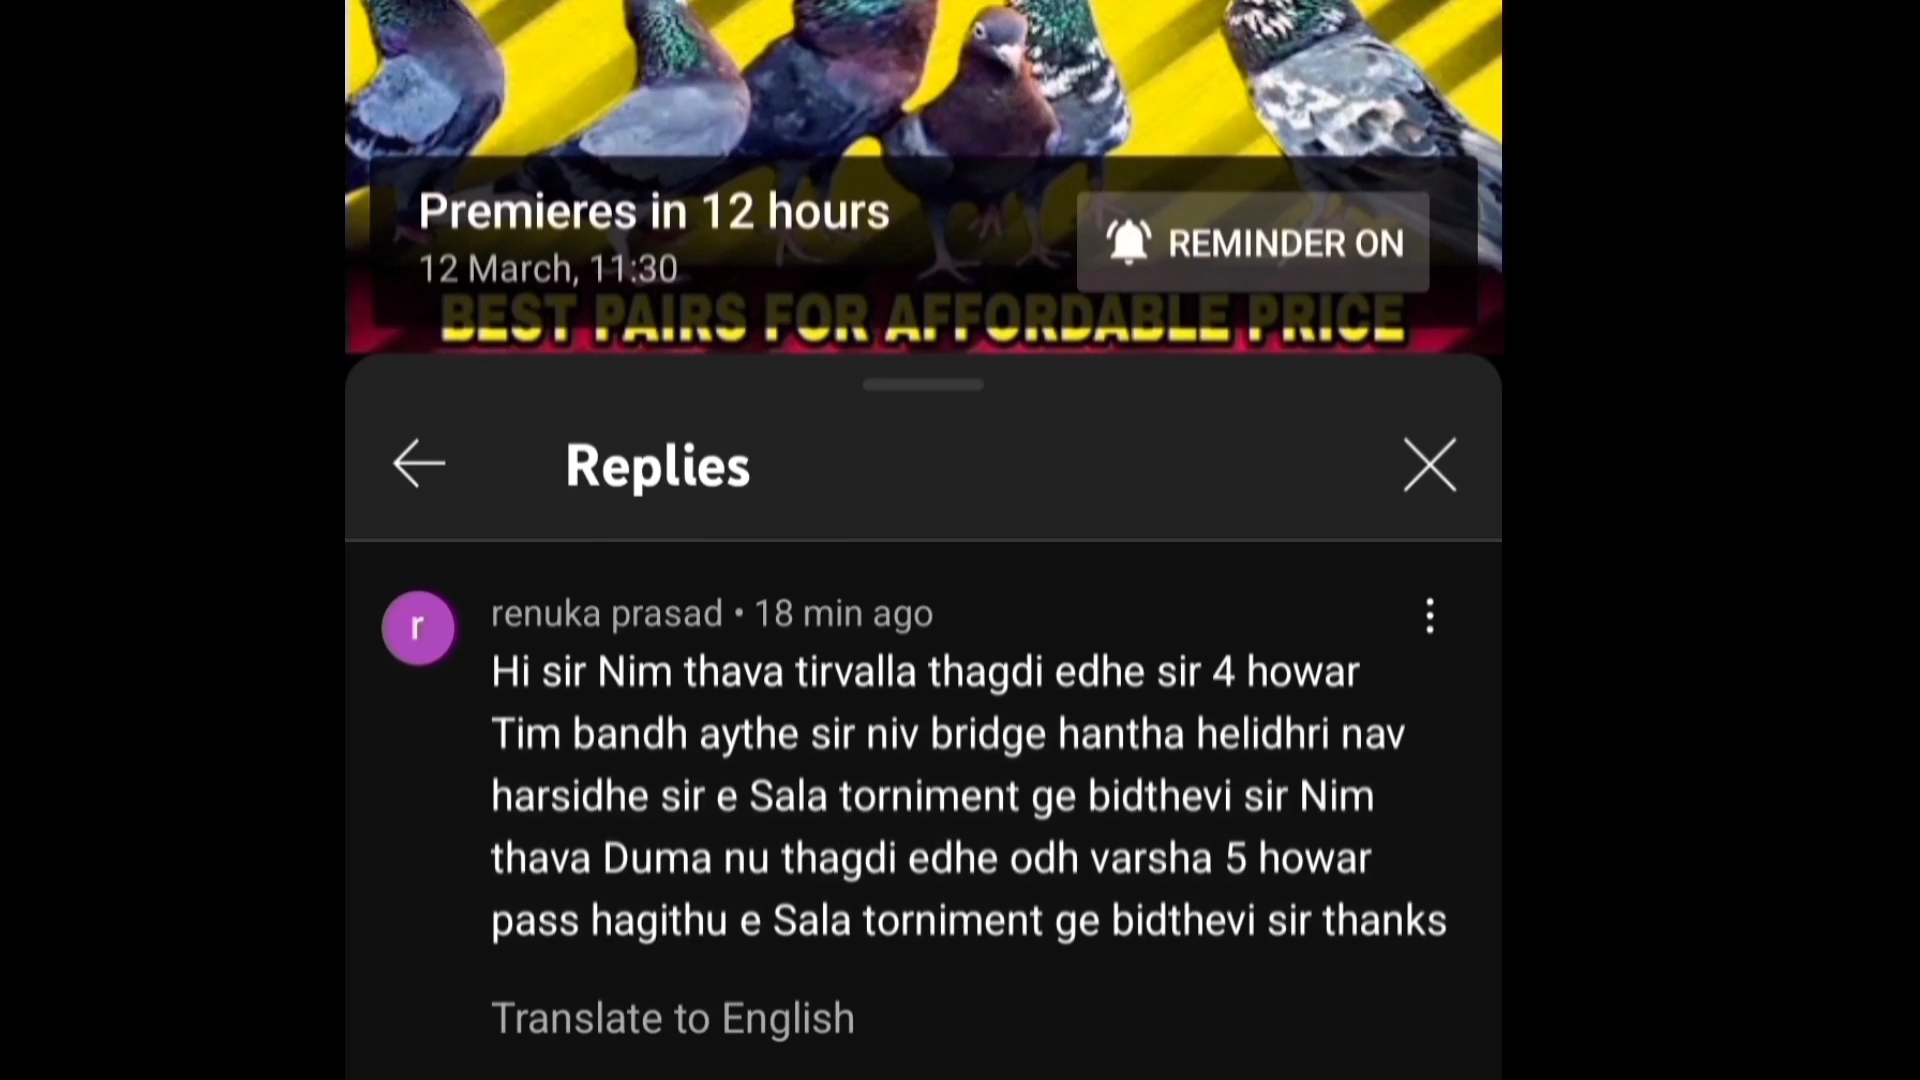 Premieres in 12 hours
12 March, 11:30
REMINDER ON
BEST PAIRS FOR AFFORDABLE PRICE
Replies
r
renuka prasad • 18 min ago
Hi sir Nim thava tirvalla thagdi edhe sir 4 howar
Tim bandh aythe sir niv bridge hantha helidhri nav
harsidhe sir e Sala torniment ge bidthevi sir Nim
thava Duma nu thagdi edhe odh varsha 5 howar
pass hagithu e Sala torniment ge bidthevi sir thanks
Translate to English